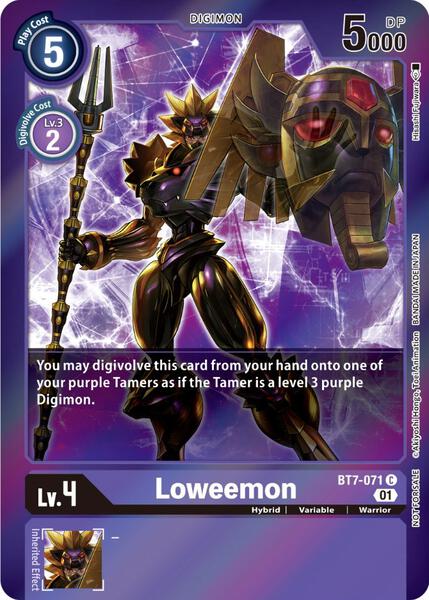 Play Cost
5
DIGIMON
DP
5000
Digivolve Cost
Lv.3
2
Hisashi Fujiwara
You may digivolve this card from your hand onto one of
your purple Tamers as if the Tamer is a level 3 purple
Digimon.
©Akiyoshi Hongo, Toei Animation BANDAI MADE IN JAPAN
NOT FOR SALE
Lv.4
Loweemon
BT7-071 C
01
Hybrid | Variable | Warrior
Inherited Effect
–